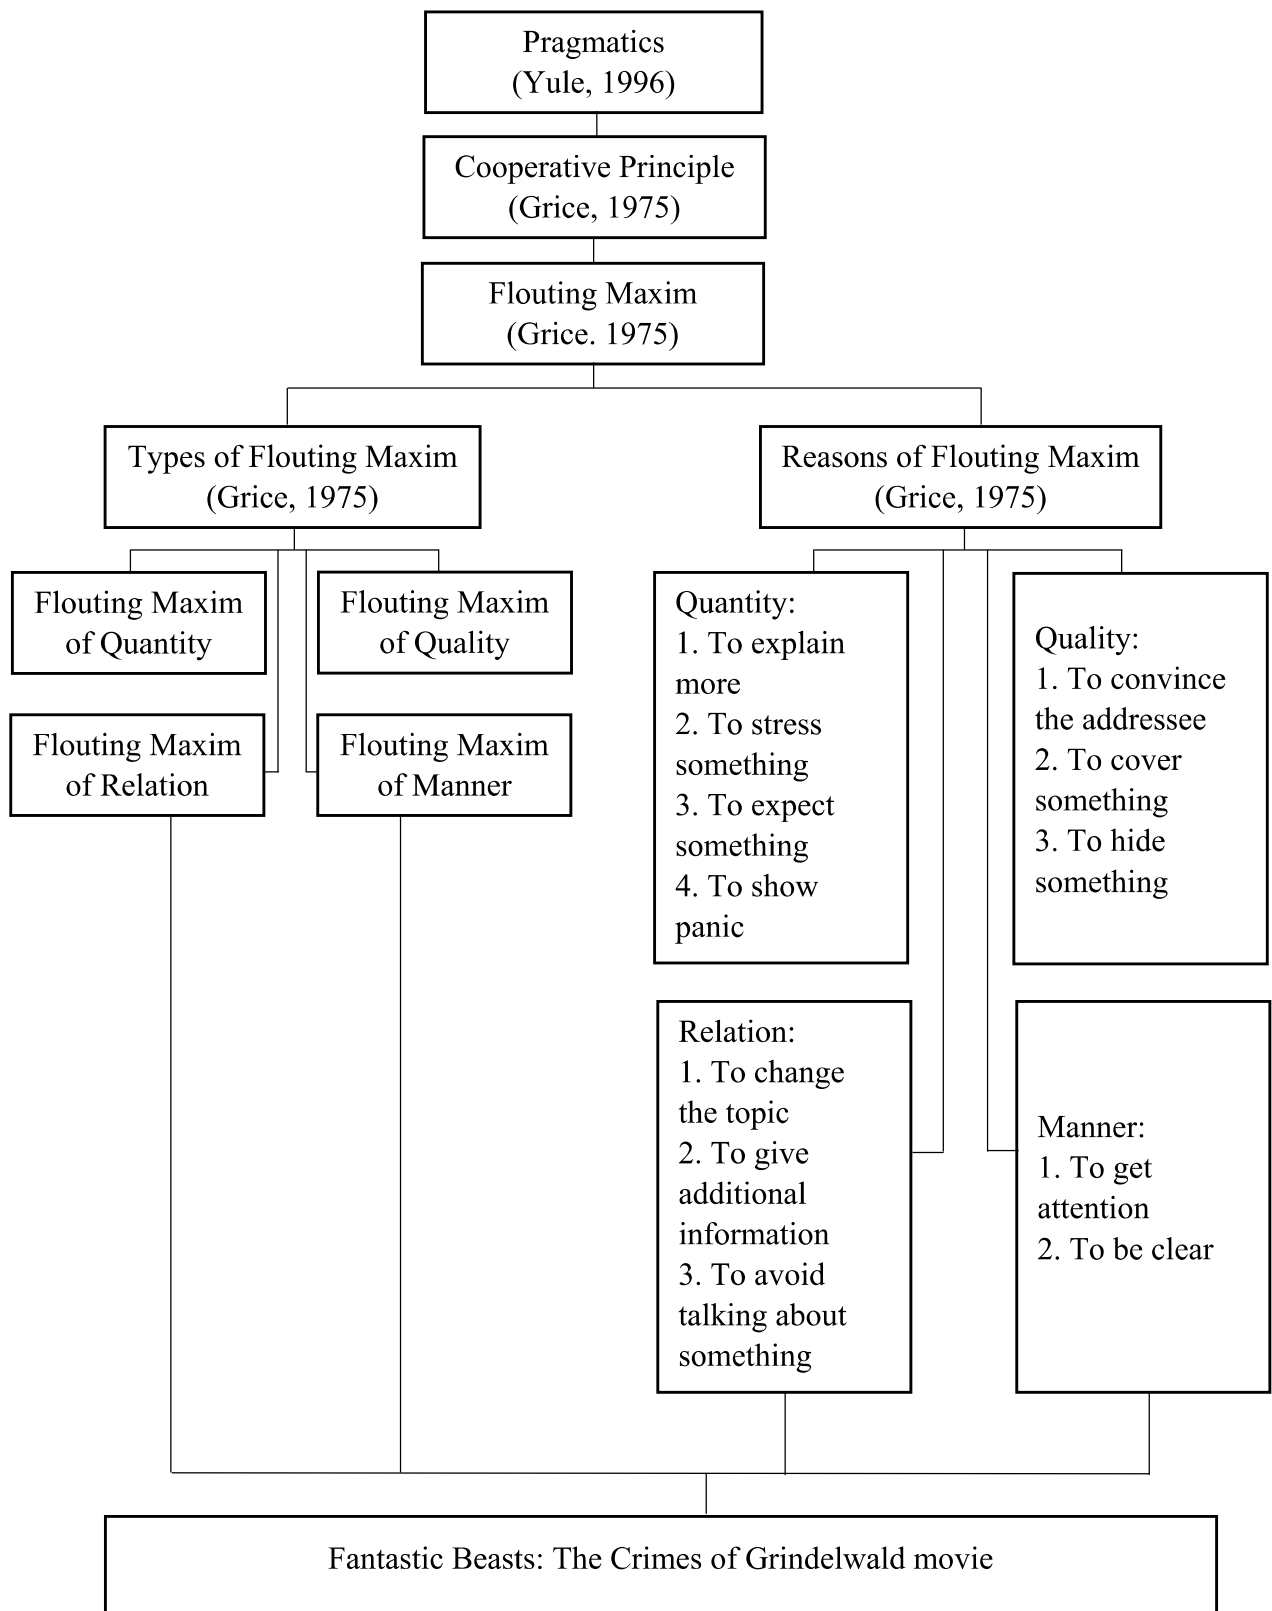 Pragmatics
(Yule, 1996)
Cooperative Principle
(Grice, 1975)
Flouting Maxim
(Grice. 1975)
Types of Flouting Maxim
(Grice, 1975)
Reasons of Flouting Maxim
(Grice, 1975)
Flouting Maxim
of Quantity
Flouting Maxim
of Quality
Flouting Maxim
of Relation
Flouting Maxim
of Manner
Quantity:
1. To explain
more
2. To stress
something
3. To expect
something
4. To show
panic
Quality:
1. To convince
the addressee
2. To cover
something
3. To hide
something
Relation:
1. To change
the topic
2. To give
additional
information
3. To avoid
talking about
something
Manner:
1. To get
attention
2. To be clear
Fantastic Beasts: The Crimes of Grindelwald movie